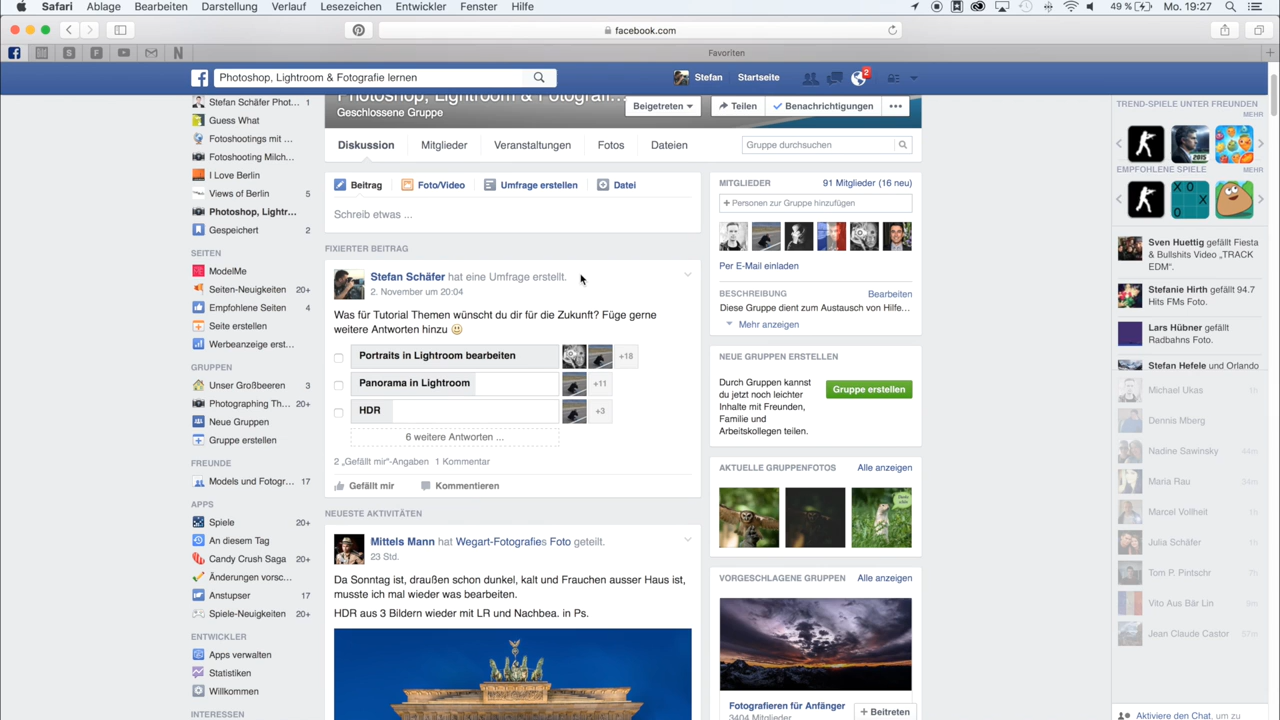 Safari Ablage Bearbeiten Darstellung Verlauf Lesezeichen Entwickler Fenster Hilfe 49 % Mo. 19:27
facebook.com
Favoriten
Photoshop, Lightroom & Fotografie lernen
Stefan Startseite 2
Stefan Schäfer Phot... 1
Guess What
Fotoshootings mit ...
Fotoshooting Milch...
I Love Berlin
Views of Berlin 5
Photoshop, Lightr...
Gespeichert 2
SEITEN
ModelMe
Seiten-Neuigkeiten 20+
Empfohlene Seiten 4
Seite erstellen
Werbeanzeige erst...
GRUPPEN
Unser Großbeeren 3
Photographing Th... 20+
Neue Gruppen
Gruppe erstellen
FREUNDE
Models und Fotogr... 17
APPS
Spiele 20+
An diesem Tag
Candy Crush Saga 20+
Änderungen vorsc...
Anstupser 17
Spiele-Neuigkeiten 20+
ENTWICKLER
Apps verwalten
Statistiken
Willkommen
INTERESSEN
Photoshop, Lightroom & Fotografi...
Geschlossene Gruppe
Beigetreten Teilen Benachrichtigungen
Diskussion Mitglieder Veranstaltungen Fotos Dateien
Gruppe durchsuchen
Beitrag Foto/Video Umfrage erstellen Datei
Schreib etwas ...
FIXIERTER BEITRAG
Stefan Schäfer hat eine Umfrage erstellt.
2. November um 20:04
Was für Tutorial Themen wünscht du dir für die Zukunft? Füge gerne
weitere Antworten hinzu
Portraits in Lightroom bearbeiten +18
Panorama in Lightroom +11
HDR +3
6 weitere Antworten ...
2 „Gefällt mir“-Angaben 1 Kommentar
Gefällt mir Kommentieren
NEUESTE AKTIVITÄTEN
Mittels Mann hat Wegart-Fotografies Foto geteilt.
23 Std.
Da Sonntag ist, draußen schon dunkel, kalt und Frauchen ausser Haus ist,
musste ich mal wieder was bearbeiten.
HDR aus 3 Bildern wieder mit LR und Nachbea. in Ps.
MITGLIEDER 91 Mitglieder (16 neu)
+ Personen zur Gruppe hinzufügen
Per E-Mail einladen
BESCHREIBUNG Bearbeiten
Diese Gruppe dient zum Austausch von Hilfe...
Mehr anzeigen
NEUE GRUPPEN ERSTELLEN
Durch Gruppen kannst
du jetzt noch leichter
Inhalte mit Freunden,
Familie und
Arbeitskollegen teilen.
Gruppe erstellen
AKTUELLE GRUPPENFOTOS Alle anzeigen
VORGESCHLAGENE GRUPPEN Alle anzeigen
Fotografieren für Anfänger
3404 Mitglieder
+ Beitreten
TREND-SPIELE UNTER FREUNDEN
MEHR
2015
EMPFOHLENE SPIELE
MEHR
X O
X
O
Sven Huettig gefällt Fiesta
& Bullshits Video „TRACK
EDM“.
Stefanie Hirth gefällt 94.7
Hits FMs Foto.
Lars Hübner gefällt
Radbahns Foto.
Stefan Hefele und Orlando
Michael Ukas 1h
Dennis Mberg
Nadine Sawinsky 44m
Maria Rau
Marcel Vollheit 1h
Julia Schäfer 1h
Tom P. Pintschr 7h
Vito Aus Bär Lin
Jean Claude Castor
Aktiviere den Chat, um zu